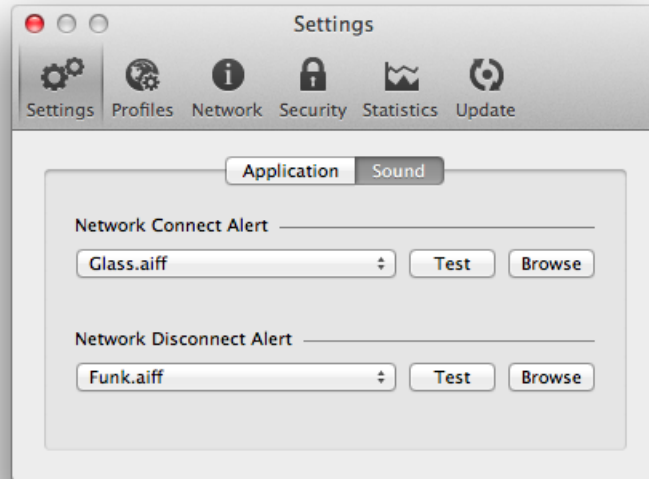 Settings
Settings Profiles Network Security Statistics Update
Application Sound
Network Connect Alert
Glass.aiff Test Browse
Network Disconnect Alert
Funk.aiff Test Browse